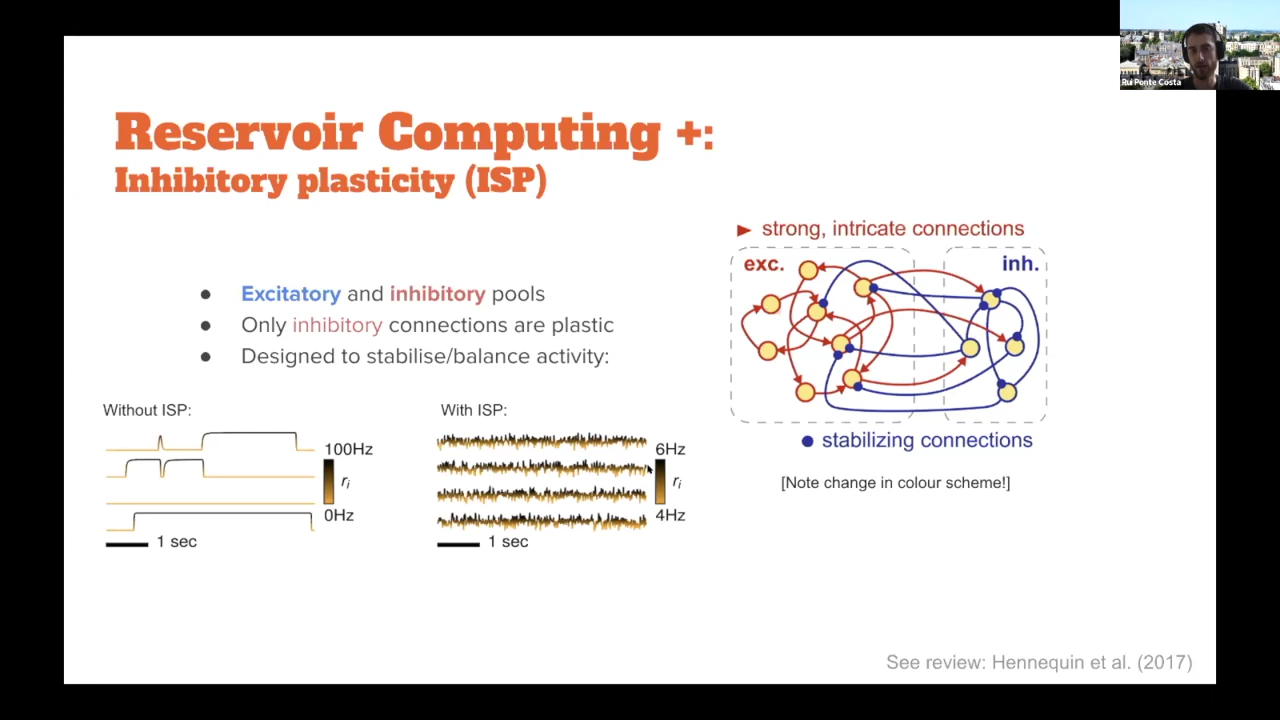 Rui Ponte Costa
Reservoir Computing +:
Inhibitory plasticity (ISP)
● Excitatory and inhibitory pools
● Only inhibitory connections are plastic
● Designed to stabilise/balance activity:
Without ISP:
100Hz
ri
0Hz
1 sec
With ISP:
6Hz
ri
4Hz
1 sec
strong, intricate connections
exc.
inh.
stabilizing connections
[Note change in colour scheme!]
See review: Hennequin et al. (2017)